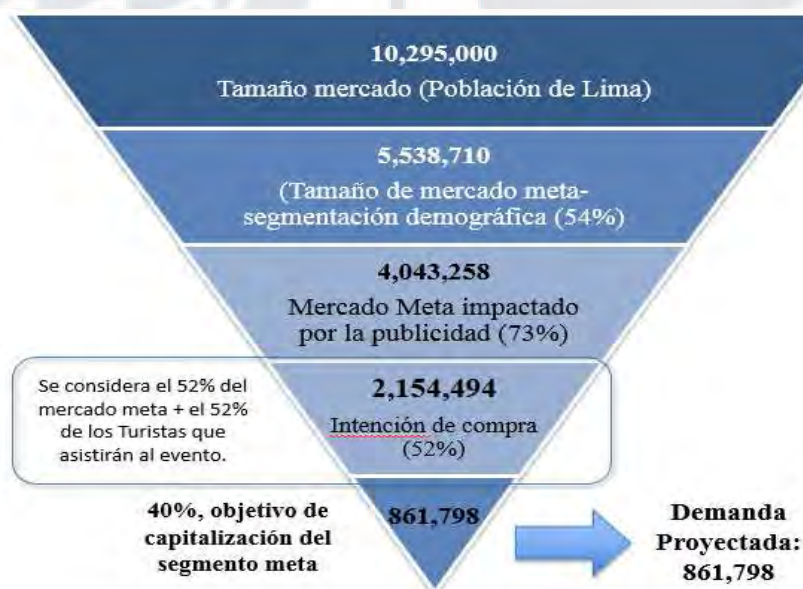 10,295,000
Tamaño mercado (Población de Lima)
5,538,710
(Tamaño de mercado meta-
segmentación demográfica (54%)
4,043,258
Mercado Meta impactado
por la publicidad (73%)
Se considera el 52% del
mercado meta + el 52%
de los Turistas que
asistirán al evento.
2,154,494
Intención de compra
(52%)
40%, objetivo de
capitalización del
segmento meta
861,798
Demanda
Proyectada:
861,798